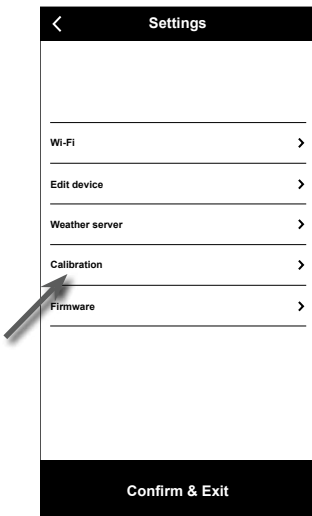 Settings
Wi-Fi
Edit device
Weather server
Calibration
Firmware
Confirm & Exit